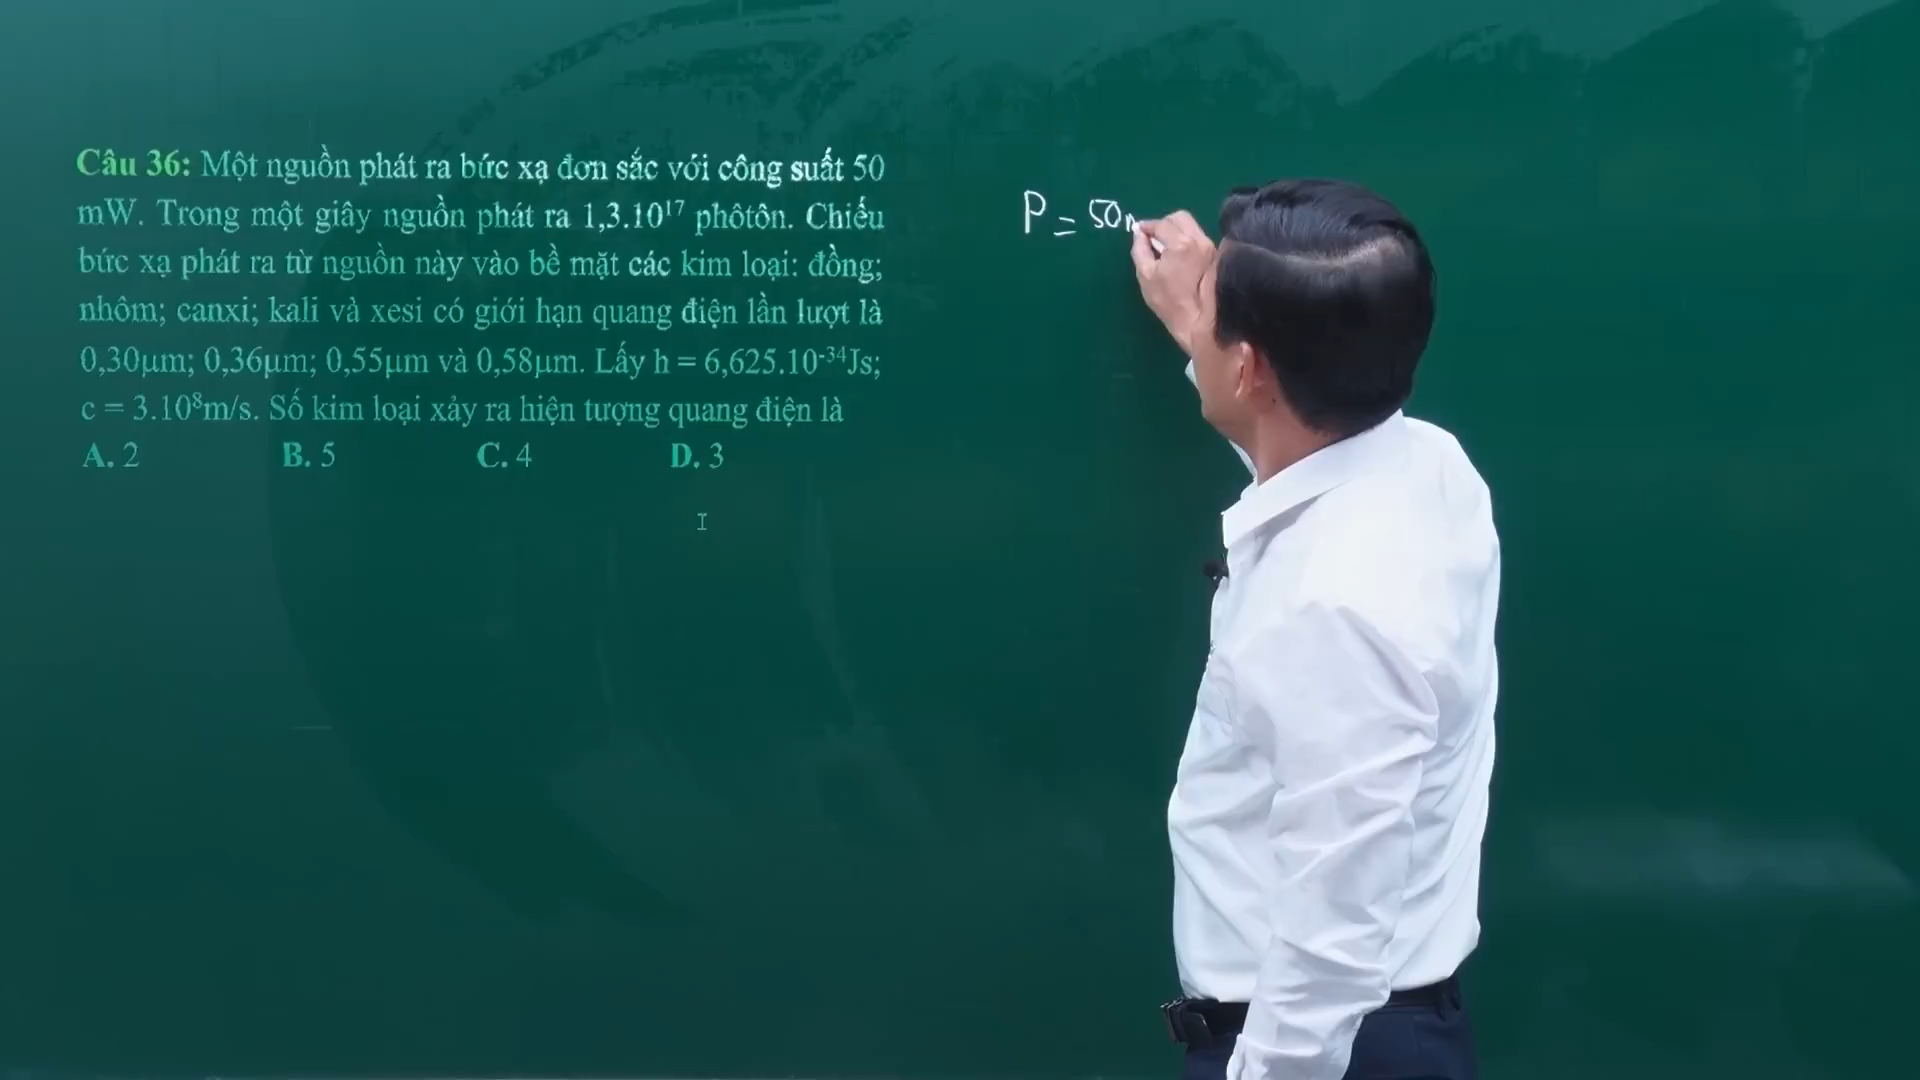 Câu 36: Một nguồn phát ra bức xạ đơn sắc với công suất 50
mW. Trong một giây nguồn phát ra 1,3.10¹⁷ phôtôn. Chiếu
bức xạ phát ra từ nguồn này vào bề mặt các kim loại: đồng;
nhôm; canxi; kali và xesi có giới hạn quang điện lần lượt là
0,30μm; 0,36μm; 0,55μm và 0,58μm. Lấy h = 6,625.10⁻³⁴Js;
c = 3.10⁸m/s. Số kim loại xảy ra hiện tượng quang điện là
A. 2 B. 5 C. 4 D. 3
P = 50